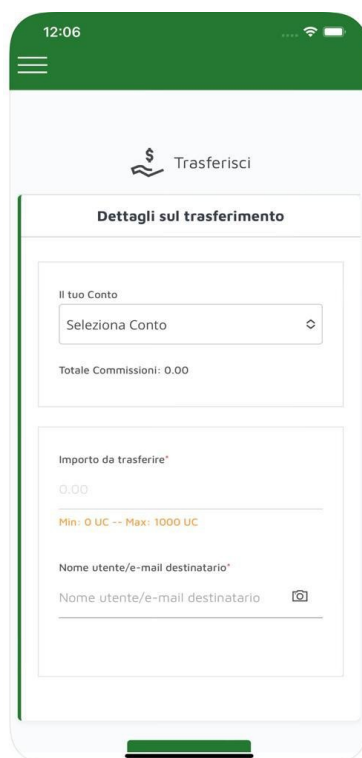 12:06
Trasferisci
Dettagli sul trasferimento
Il tuo Conto
Seleziona Conto
Totale Commissioni: 0.00
Importo da trasferire*
0.00
Min: 0 UC -- Max: 1000 UC
Nome utente/e-mail destinatario*
Nome utente/e-mail destinatario